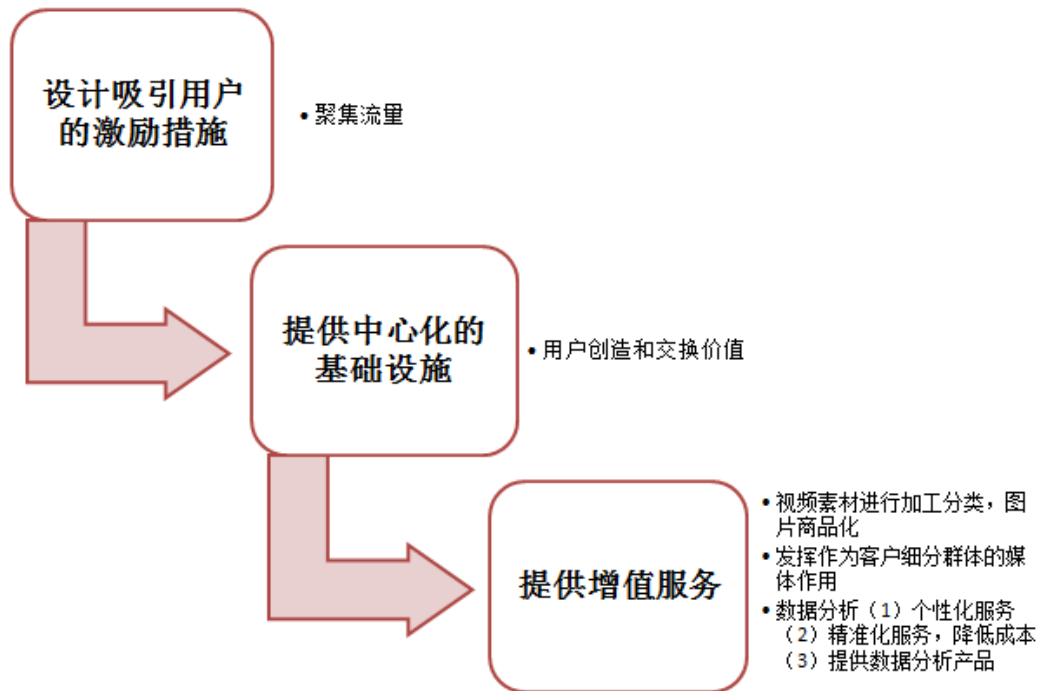 设计吸引用户
的激励措施
• 聚集流量
提供中心化的
基础设施
• 用户创造和交换价值
提供增值服务
• 视频素材进行加工分类，图
片商品化
• 发挥作为客户细分群体的媒
体作用
• 数据分析（1）个性化服务
（2）精准化服务，降低成本
（3）提供数据分析产品